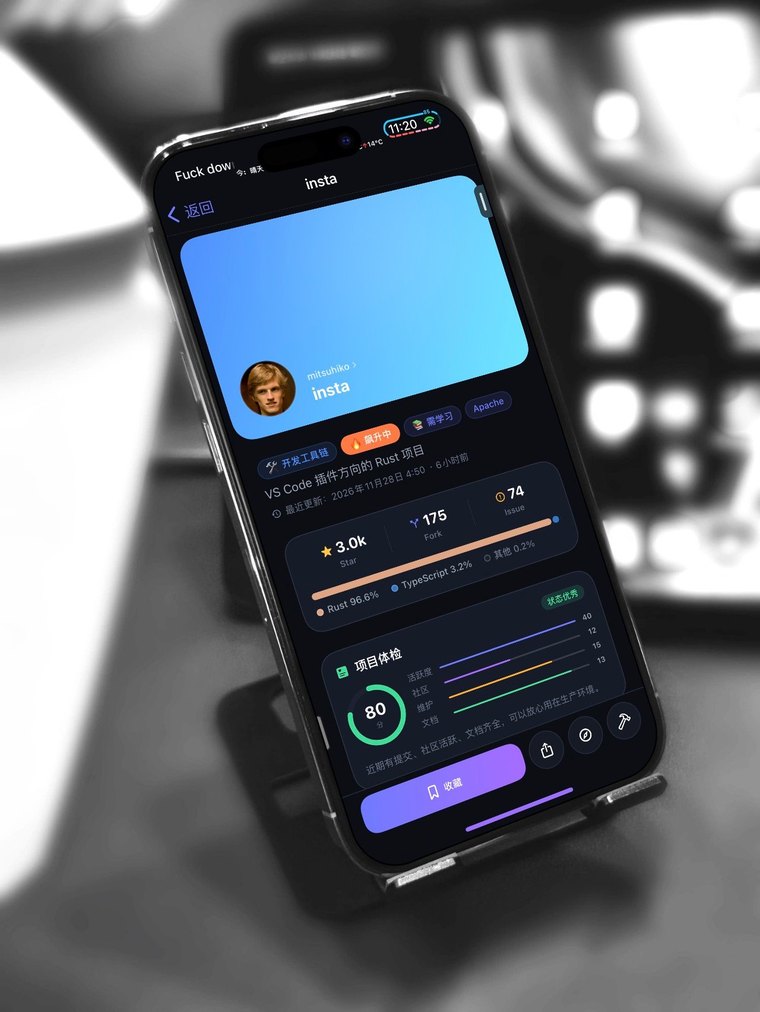 Fuck dow
今：晴天
14°C
11:20
85
insta
返回
mitsuhiko >
insta
开发工具链
飙升中
需学习
Apache
VS Code 插件方向的 Rust 项目
最近更新：2026年11月28日 4:50 · 6小时前
3.0k
Star
175
Fork
74
Issue
Rust 96.6%
TypeScript 3.2%
其他 0.2%
项目体检
状态优秀
80
分
活跃度 40
社区 12
维护 15
文档 13
近期有提交、社区活跃、文档齐全，可以放心用在生产环境。
收藏